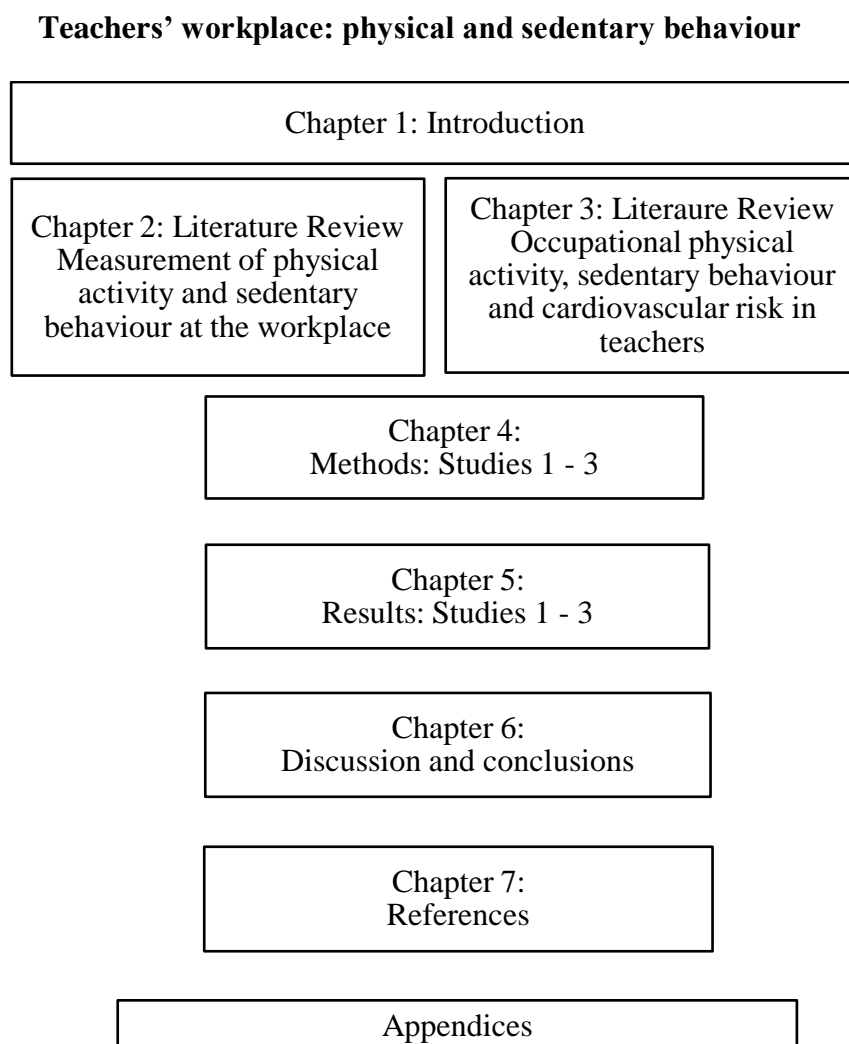 Teachers’ workplace: physical and sedentary behaviour
Chapter 1: Introduction
Chapter 2: Literature Review
Measurement of physical
activity and sedentary
behaviour at the workplace
Chapter 3: Literaure Review
Occupational physical
activity, sedentary behaviour
and cardiovascular risk in
teachers
Chapter 4:
Methods: Studies 1 - 3
Chapter 5:
Results: Studies 1 - 3
Chapter 6:
Discussion and conclusions
Chapter 7:
References
Appendices